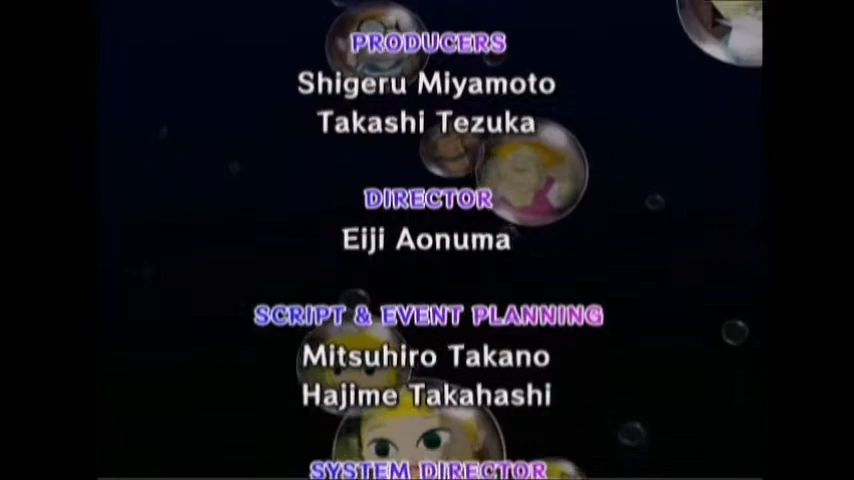 PRODUCERS
Shigeru Miyamoto
Takashi Tezuka
DIRECTOR
Eiji Aonuma
SCRIPT & EVENT PLANNING
Mitsuhiro Takano
Hajime Takahashi
SYSTEM DIRECTOR